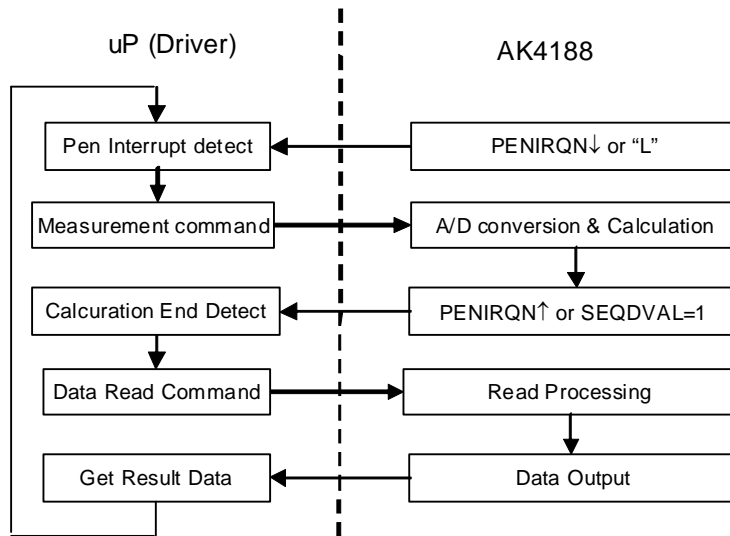 uP (Driver)
AK4188
Pen Interrupt detect
PENIRQN↓ or “L”
Measurement command
A/D conversion & Calculation
Calcuration End Detect
PENIRQN↑ or SEQDVAL=1
Data Read Command
Read Processing
Get Result Data
Data Output